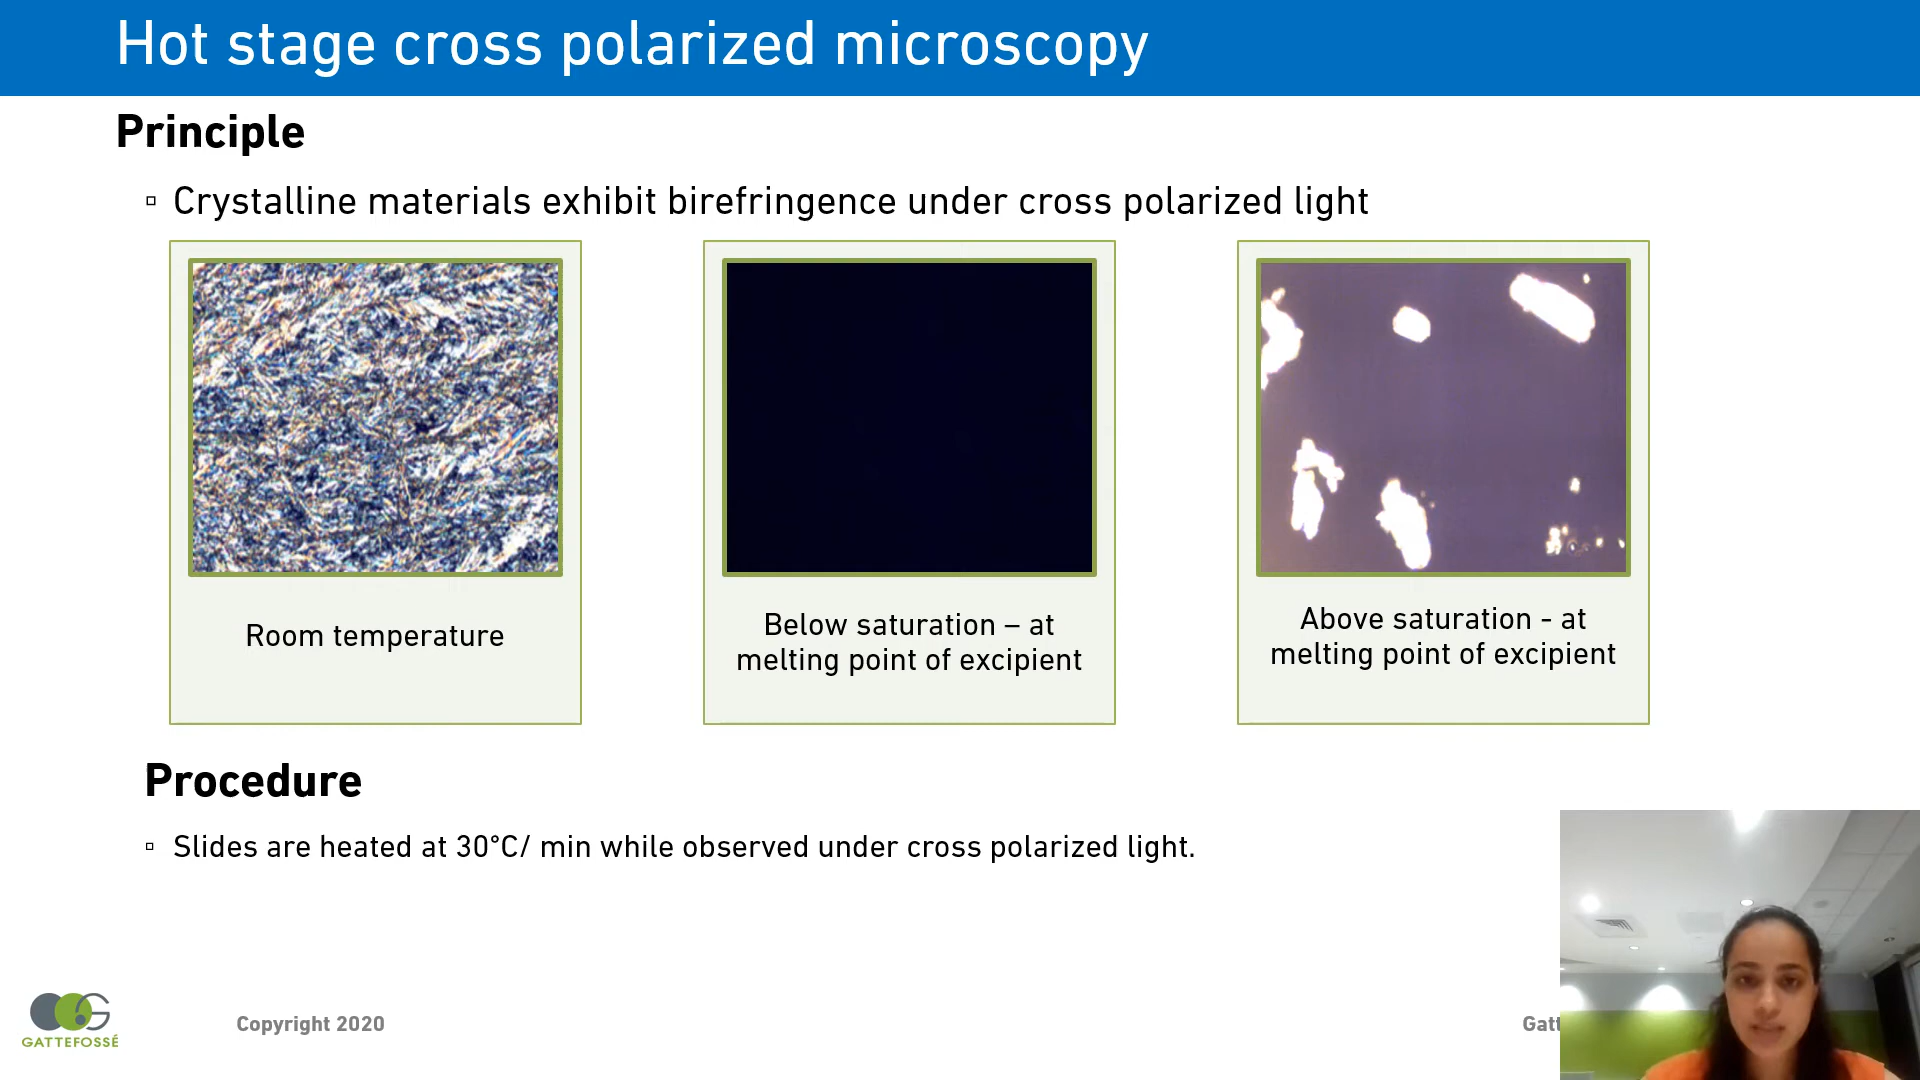 Hot stage cross polarized microscopy
Principle
▫ Crystalline materials exhibit birefringence under cross polarized light
Room temperature
Below saturation – at
melting point of excipient
Above saturation - at
melting point of excipient
Procedure
▫ Slides are heated at 30°C/ min while observed under cross polarized light.
GATTEFOSSÉ
Copyright 2020
Gatt